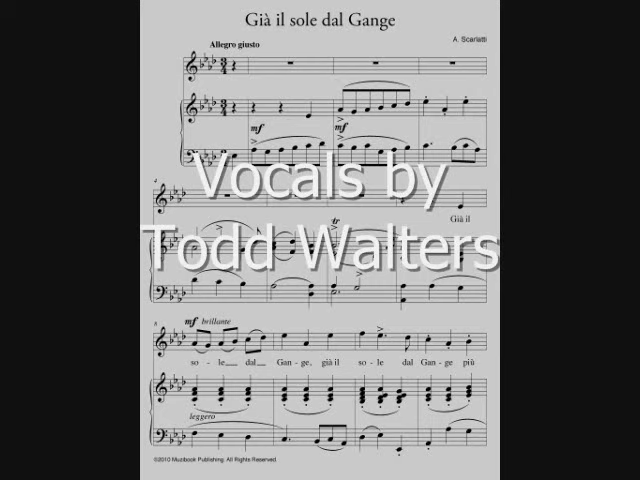 Già il sole dal Gange
A. Scarlatti
Allegro giusto
mf
mf
Vocals by
4
tr
Già il
Todd Walters
8
mf brillante
so - le dal Gan - ge, già il so - le dal Gan - ge più
leggero
©2010 Musibook Publishing. All Rights Reserved.